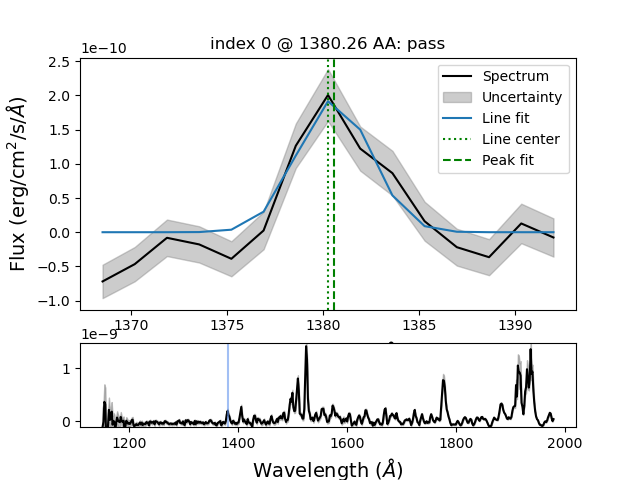 index 0 @ 1380.26 AA: pass
1e−10
2.5
2.0
1.5
1.0
0.5
0.0
−0.5
−1.0
Flux (erg/cm²/s/Å)
Spectrum
Uncertainty
Line fit
Line center
Peak fit
1370 1375 1380 1385 1390
1e−9
1
0
1200 1400 1600 1800 2000
Wavelength (Å)